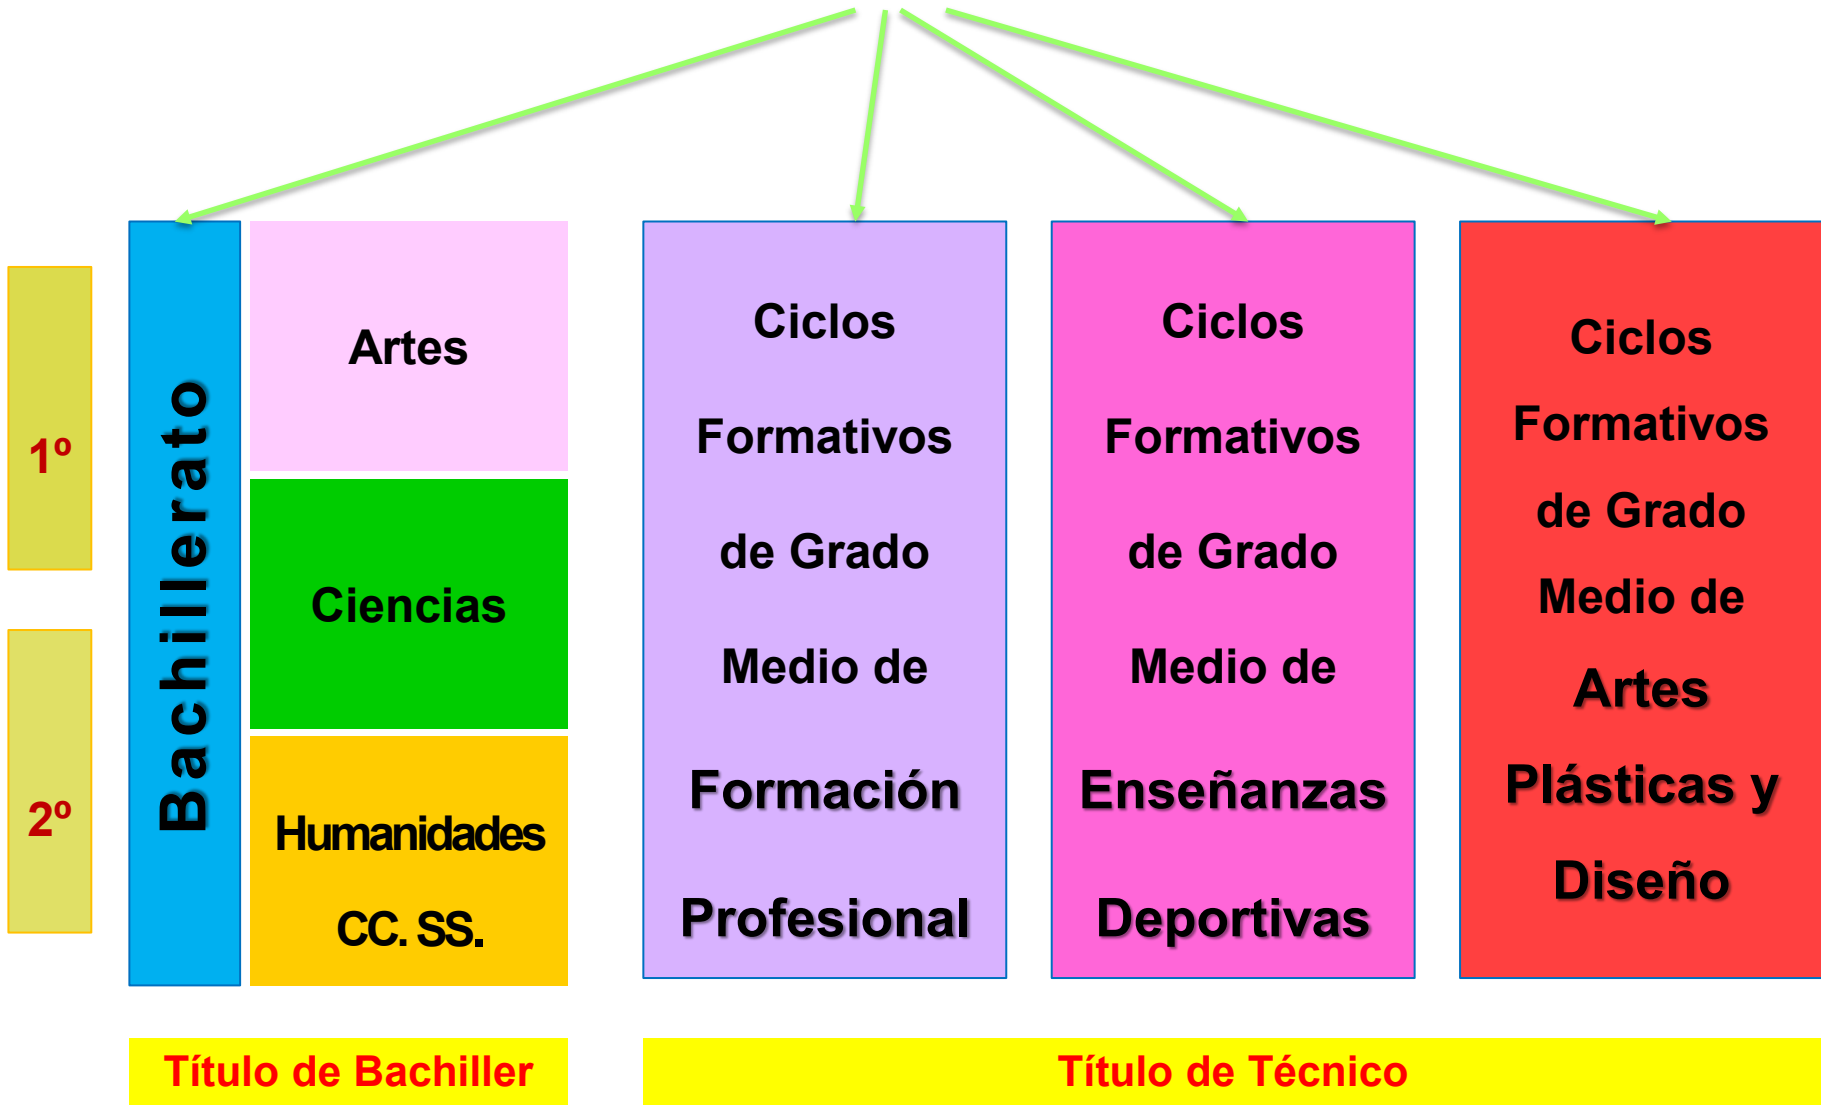 1º
2º
Bachillerato
Artes
Ciencias
Humanidades
CC. SS.
Ciclos
Formativos
de Grado
Medio de
Formación
Profesional
Ciclos
Formativos
de Grado
Medio de
Enseñanzas
Deportivas
Ciclos
Formativos
de Grado
Medio de
Artes
Plásticas y
Diseño
Título de Bachiller
Título de Técnico